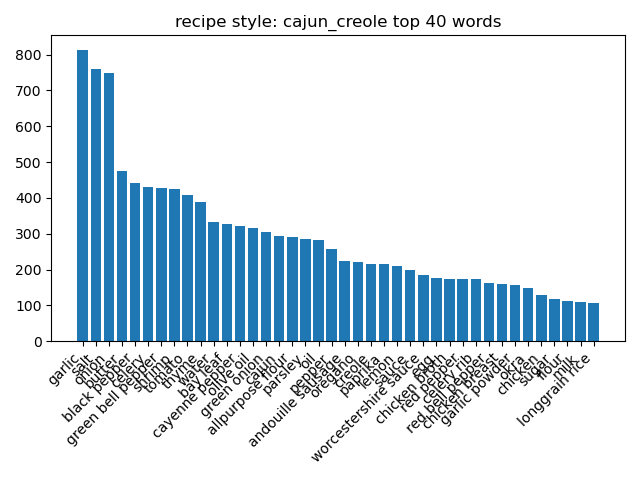 recipe style: cajun_creole top 40 words
800
700
600
500
400
300
200
100
0
garlic
salt
onion
butter
black pepper
celery
green bell pepper
shrimp
tomato
thyme
water
bay leaf
cayenne pepper
olive oil
green onion
cajun
allpurpose flour
parsley
oil
pepper
andouille sausage
oregano
creole
paprika
lemon
sauce
worcestershire sauce
egg
chicken broth
red pepper
celery rib
red bell pepper
chicken breast
garlic powder
okra
chicken
sugar
flour
milk
longgrain rice